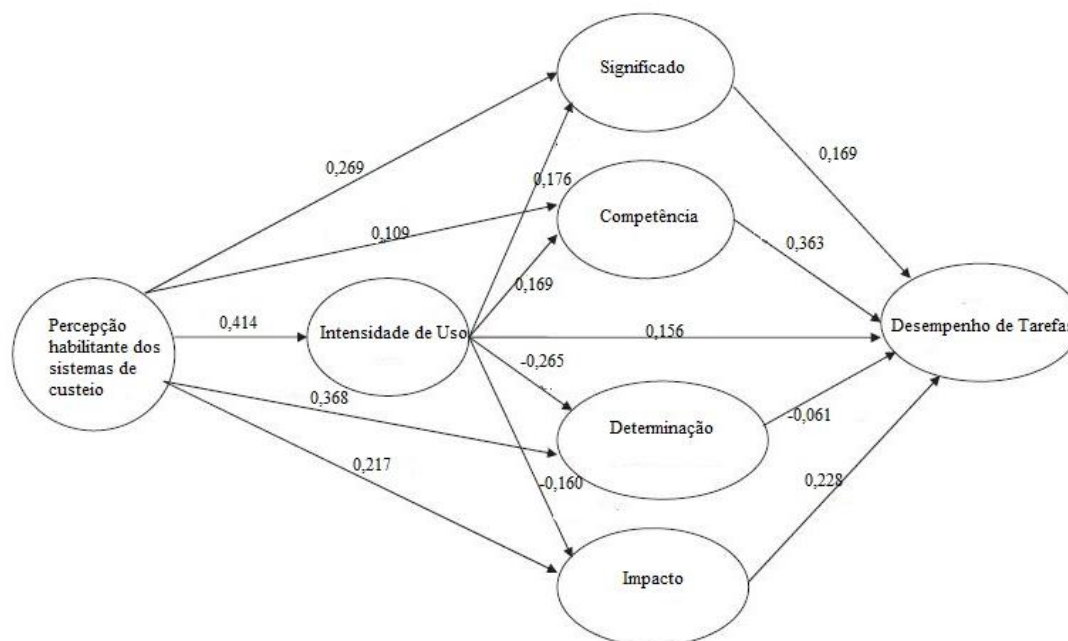 Significado
0,169
0,269
0,176
Competência
0,109
0,363
0,169
Percepção
habilitante dos
sistemas de
custeio
0,414
Intensidade de Uso
0,156
Desempenho de Tarefas
-0,265
0,368
Determinação
-0,061
0,217
-0,160
0,228
Impacto